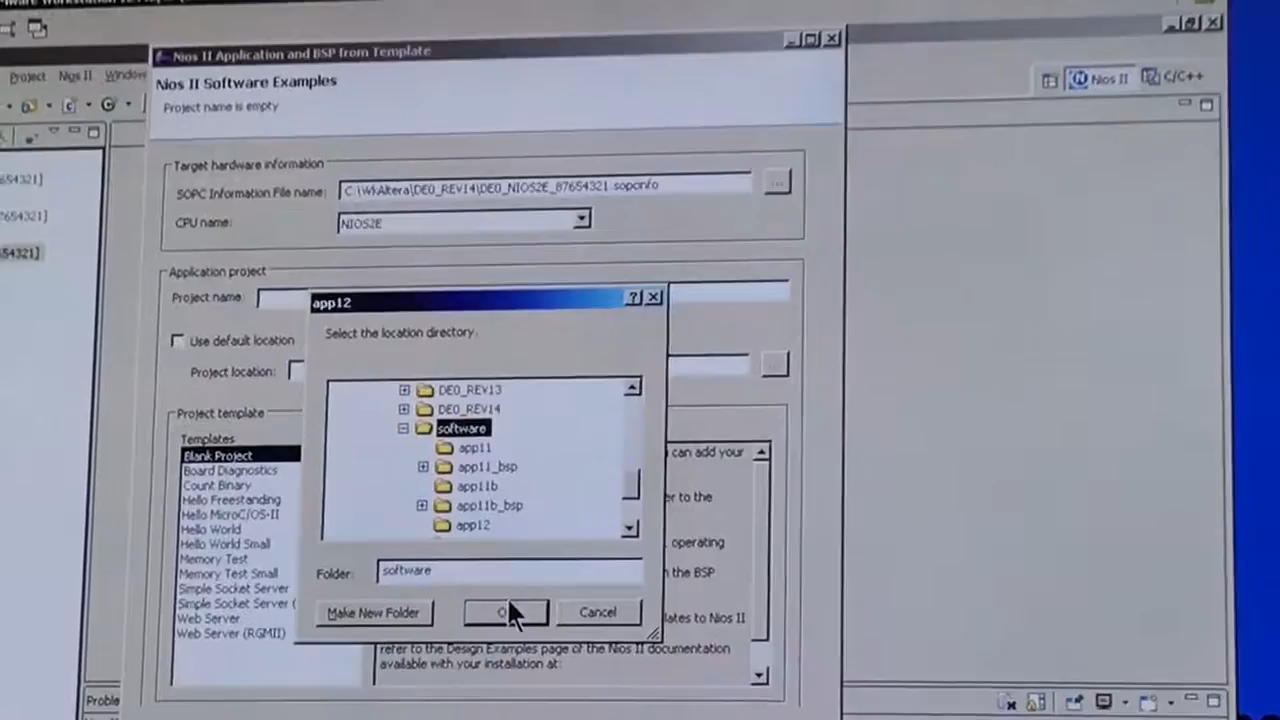 Nios II Application and BSP from Template
Project Nios II Window
Nios II Software Examples
Project name is empty
Nios II C/C++
Target hardware information
SOPC Information File name: C:\WkAltera\DE0_REV14\DE0_NIOS2E_87654321.sopcinfo
CPU name: NIOS2E
654321]
7654321]
654321]
Application project
Project name
Use default location
Project location:
app12
Select the location directory.
DE0_REV13
DE0_REV14
software
app11
app11_bsp
app11b
app11b_bsp
app12
Folder: software
Make New Folder
Cancel
Project template
Templates
Blank Project
Board Diagnostics
Count Binary
Hello Freestanding
Hello MicroC/OS-II
Hello World
Hello World Small
Memory Test
Memory Test Small
Simple Socket Server
Simple Socket Server (
Web Server
Web Server (RGMII)
can add your
to the
operating
the BSP
lates to Nios II
refer to the Design Examples page of the Nios II documentation
available with your installation at:
Proble